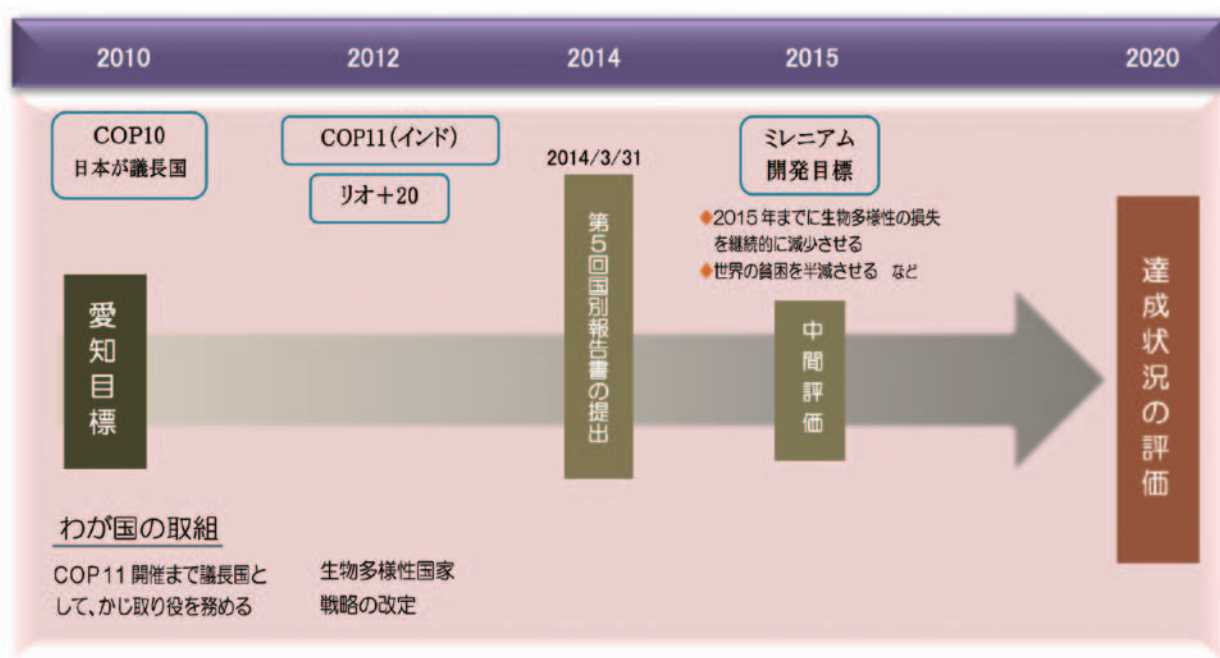 2010 2012 2014 2015 2020
COP10
日本が議長国
COP11(インド)
リオ+20
2014/3/31
ミレニアム
開発目標
◆2015年までに生物多様性の損失
を継続的に減少させる
◆世界の貧困を半減させる など
愛知目標
第5回国別報告書の提出
中間評価
達成状況の評価
わが国の取組
COP11開催まで議長国と
して、かじ取り役を務める
生物多様性国家
戦略の改定